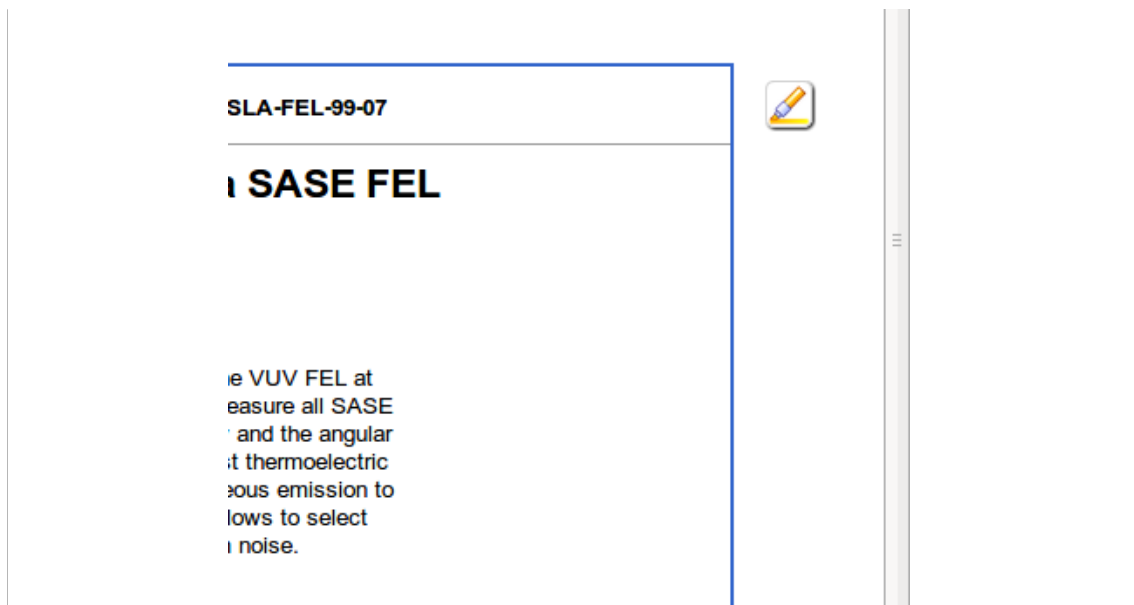 SLA-FEL-99-07
SASE FEL
VUV FEL at
easure all SASE
and the angular
st thermoelectric
eous emission to
lows to select
noise.